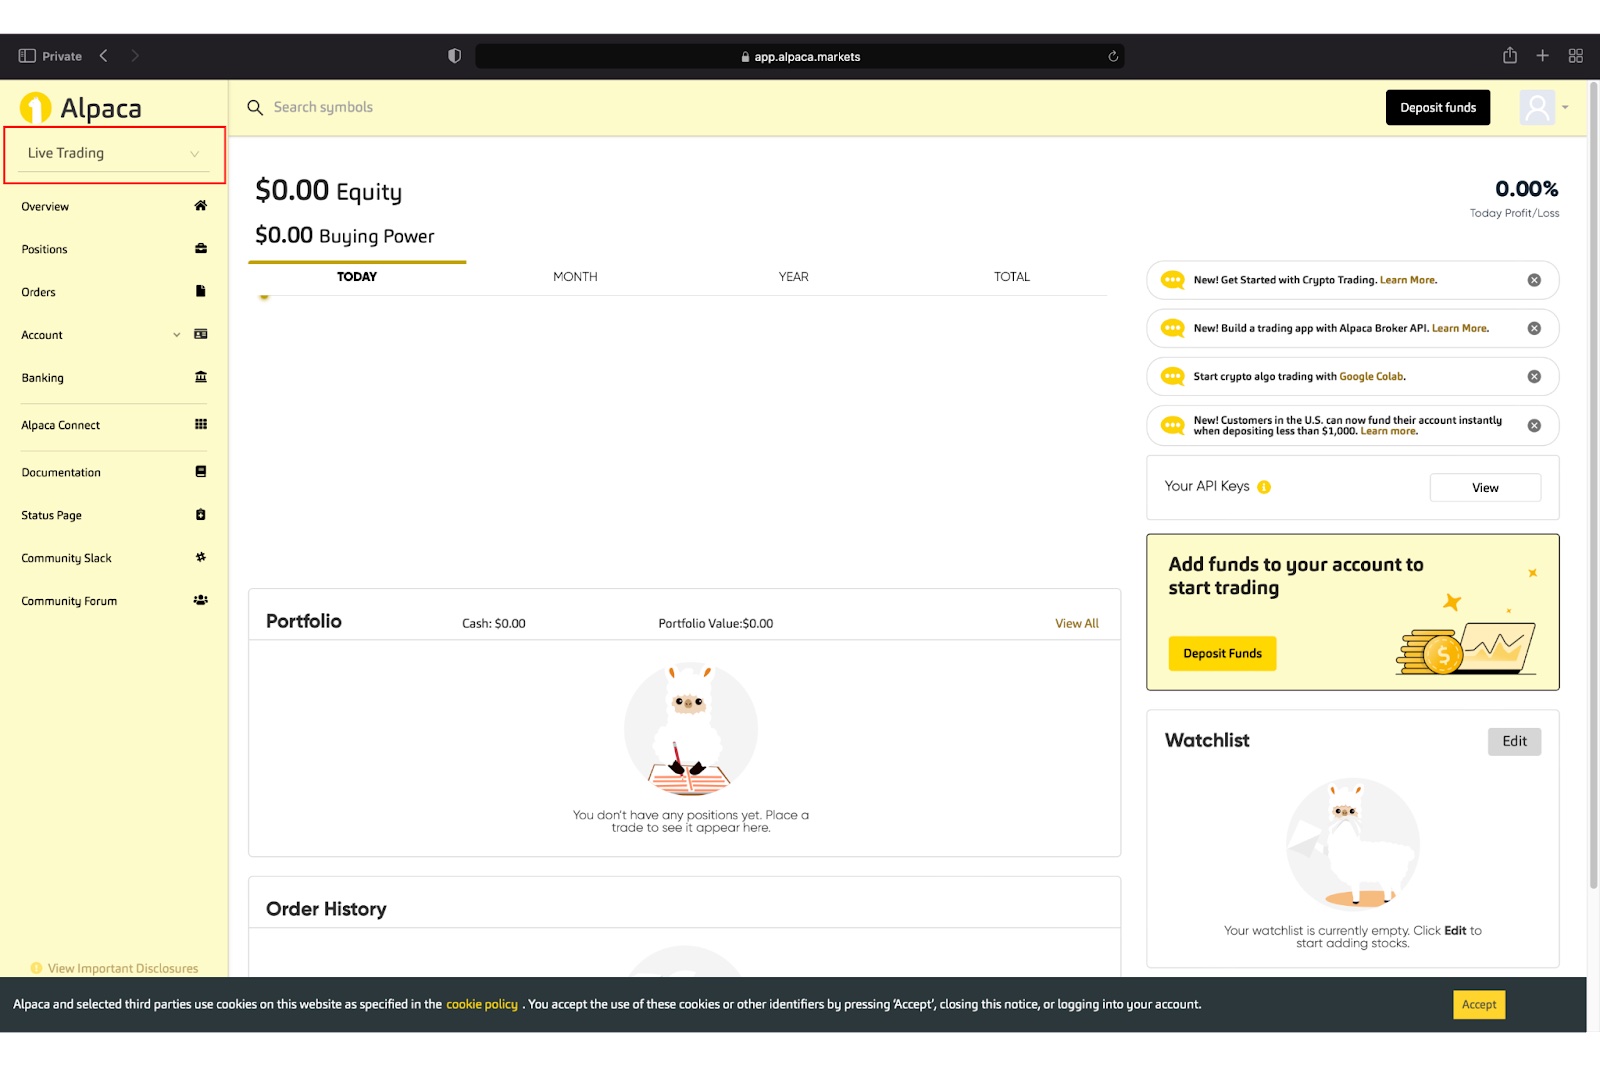 Private
app.alpaca.markets
Alpaca
Search symbols
Deposit funds
Live Trading
Overview
Positions
Orders
Account
Banking
Alpaca Connect
Documentation
Status Page
Community Slack
Community Forum
View Important Disclosures
$0.00 Equity
$0.00 Buying Power
0.00%
Today Profit/Loss
TODAY MONTH YEAR TOTAL
New! Get Started with Crypto Trading. Learn More.
New! Build a trading app with Alpaca Broker API. Learn More.
Start crypto algo trading with Google Colab.
New! Customers in the U.S. can now fund their account instantly
when depositing less than $1,000. Learn more.
Your API Keys
View
Add funds to your account to
start trading
Deposit Funds
Portfolio Cash: $0.00 Portfolio Value:$0.00 View All
You don't have any positions yet. Place a
trade to see it appear here.
Watchlist
Edit
Your watchlist is currently empty. Click Edit to
start adding stocks.
Order History
Alpaca and selected third parties use cookies on this website as specified in the cookie policy . You accept the use of these cookies or other identifiers by pressing 'Accept', closing this notice, or logging into your account.
Accept